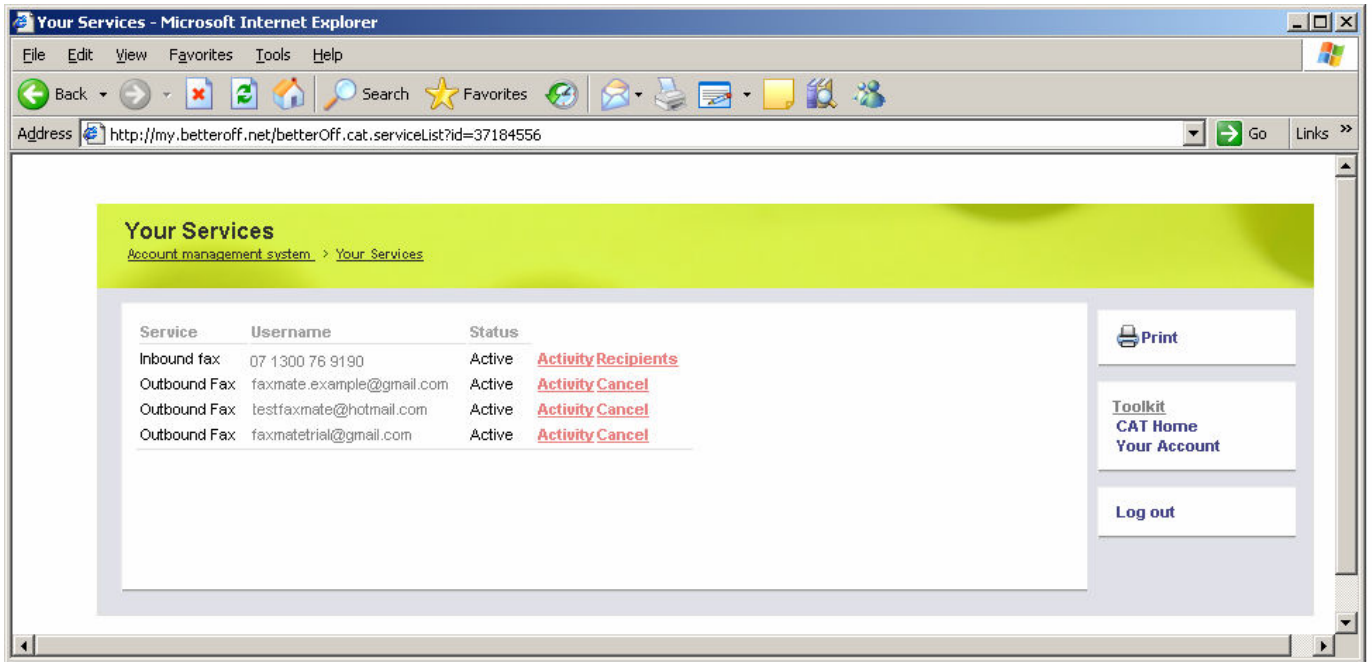 Your Services - Microsoft Internet Explorer
File Edit View Favorites Tools Help
Back Search Favorites
Address http://my.betteroff.net/betterOff.cat.serviceList?id=37184556 Go Links »
Your Services
Account management system > Your Services
Service Username Status
Inbound fax 07 1300 76 9190 Active Activity Recipients
Outbound Fax faxmate.example@gmail.com Active Activity Cancel
Outbound Fax testfaxmate@hotmail.com Active Activity Cancel
Outbound Fax faxmatetrial@gmail.com Active Activity Cancel
Print
Toolkit
CAT Home
Your Account
Log out